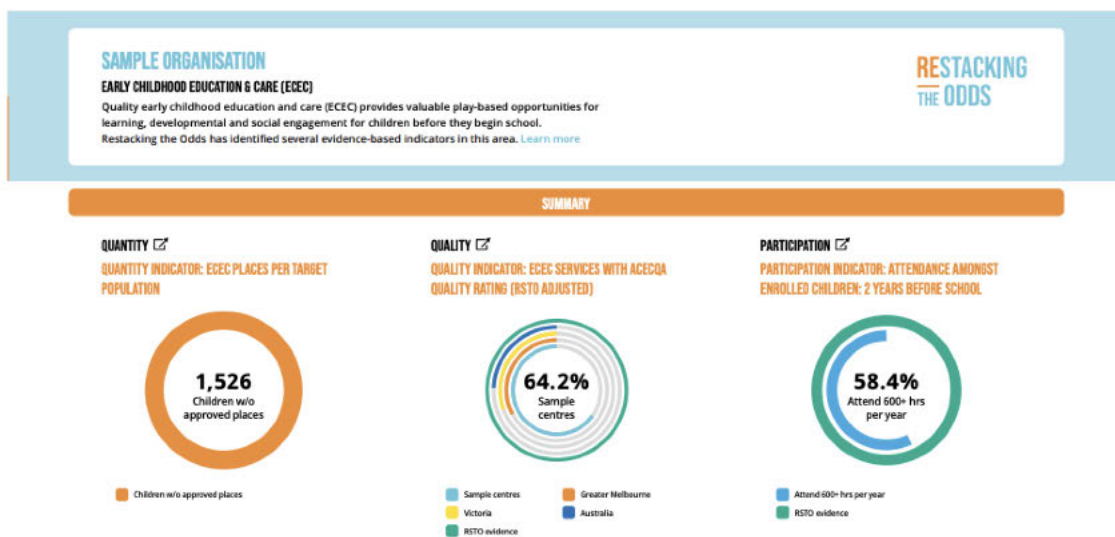 SAMPLE ORGANISATION
EARLY CHILDHOOD EDUCATION & CARE (ECEC)
Quality early childhood education and care (ECEC) provides valuable play-based opportunities for
learning, developmental and social engagement for children before they begin school.
Restacking the Odds has identified several evidence-based indicators in this area. Learn more
RESTACKING
THE ODDS
SUMMARY
QUANTITY
QUANTITY INDICATOR: ECEC PLACES PER TARGET
POPULATION
1,526
Children w/o
approved places
Children w/o approved places
QUALITY
QUALITY INDICATOR: ECEC SERVICES WITH ACECQA
QUALITY RATING (RSTO ADJUSTED)
64.2%
Sample
centres
Sample centres
Greater Melbourne
Victoria
Australia
RSTO evidence
PARTICIPATION
PARTICIPATION INDICATOR: ATTENDANCE AMONGST
ENROLLED CHILDREN: 2 YEARS BEFORE SCHOOL
58.4%
Attend 600+ hrs
per year
Attend 600+ hrs per year
RSTO evidence